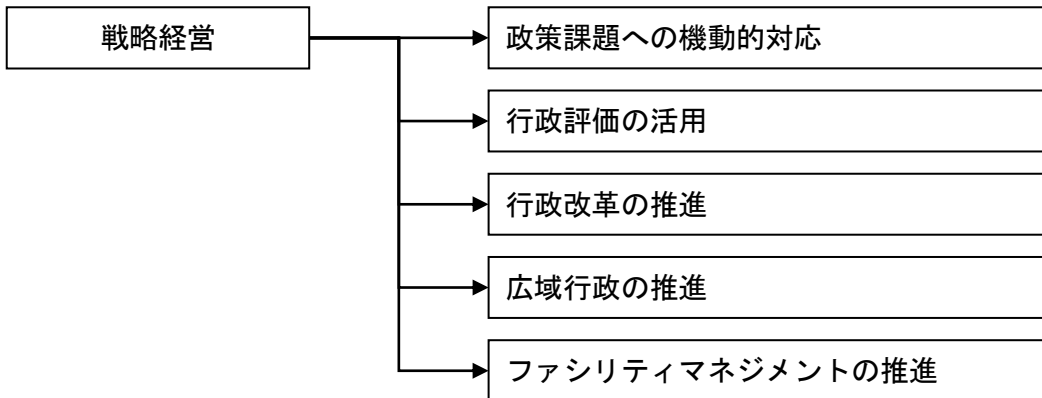 戦略経営
政策課題への機動的対応
行政評価の活用
行政改革の推進
広域行政の推進
ファシリティマネジメントの推進